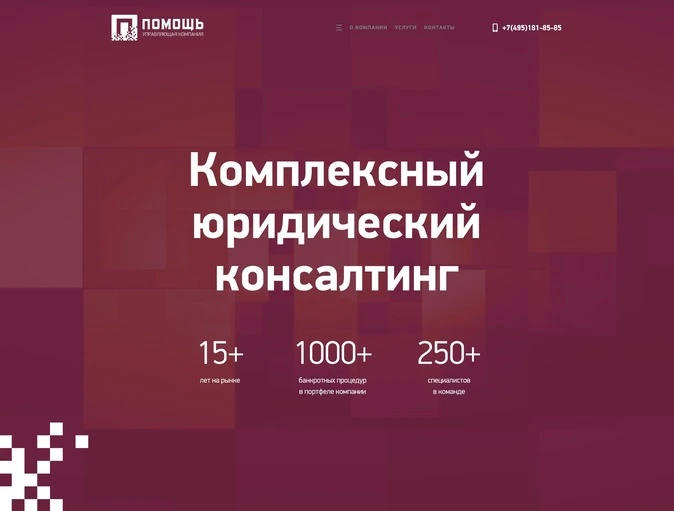 ПОМОЩЬ
УПРАВЛЯЮЩАЯ КОМПАНИЯ
О КОМПАНИИ УСЛУГИ КОНТАКТЫ
+7(495)181-85-85
Комплексный
юридический
консалтинг
15+ 1000+ 250+
лет на рынке банкротных процедур специалистов
в портфеле компании в команде